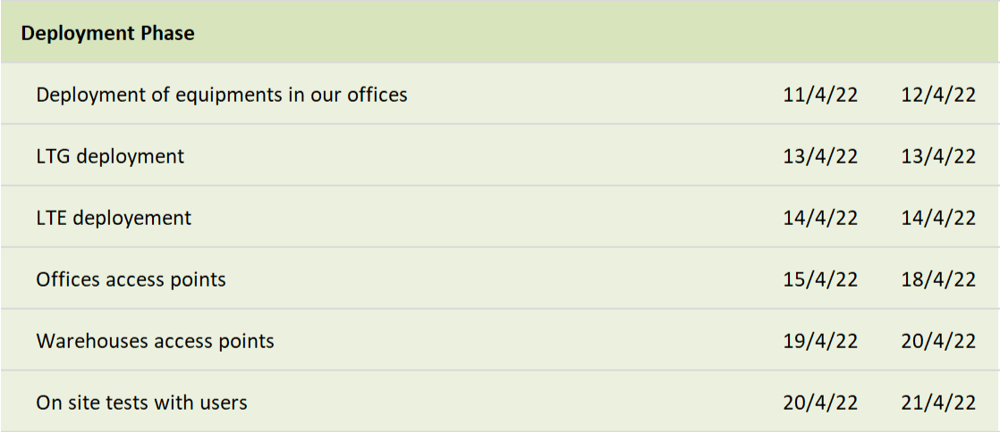 Deployment Phase
Deployment of equipments in our offices 11/4/22 12/4/22
LTG deployment 13/4/22 13/4/22
LTE deployement 14/4/22 14/4/22
Offices access points 15/4/22 18/4/22
Warehouses access points 19/4/22 20/4/22
On site tests with users 20/4/22 21/4/22